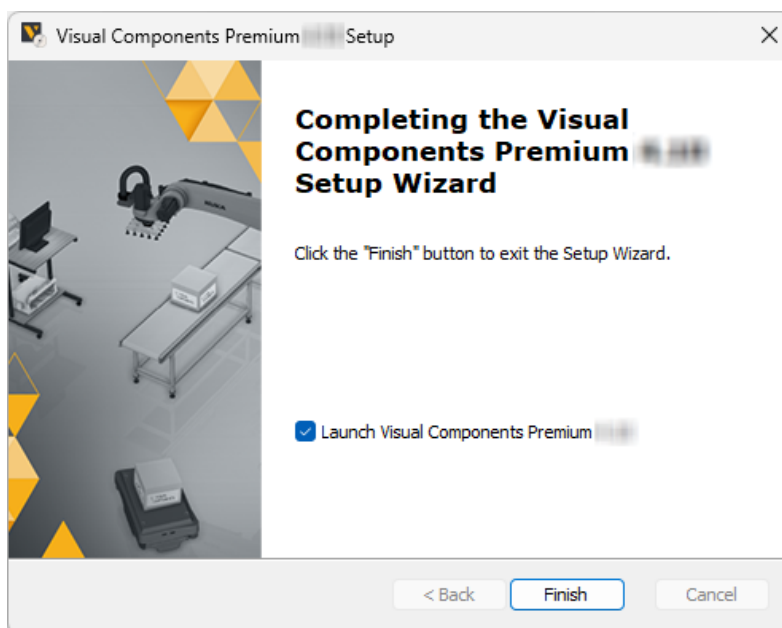 Visual Components Premium Setup
Completing the Visual
Components Premium
Setup Wizard
Click the "Finish" button to exit the Setup Wizard.
Launch Visual Components Premium
< Back
Finish
Cancel